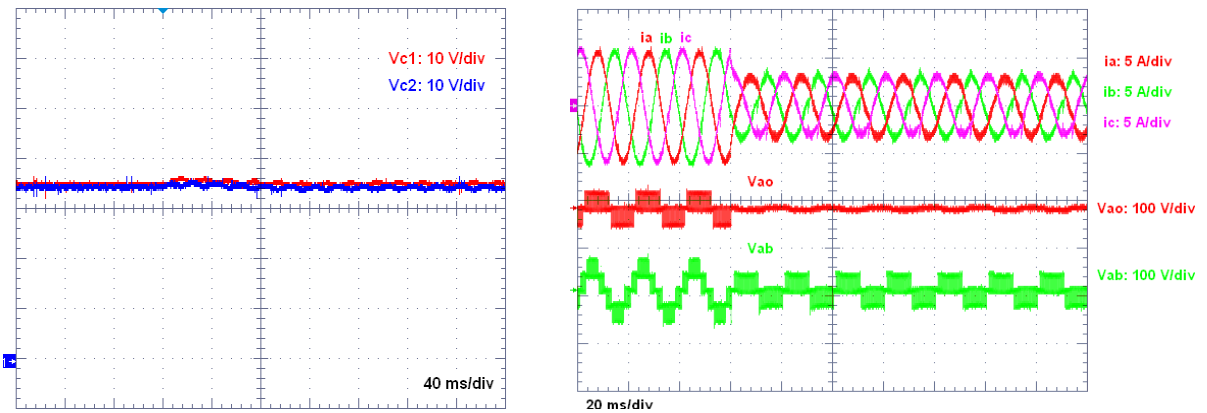 Vc1: 10 V/div
Vc2: 10 V/div
40 ms/div
ia ib ic
ia: 5 A/div
ib: 5 A/div
ic: 5 A/div
Vao
Vao: 100 V/div
Vab
Vab: 100 V/div
20 ms/div